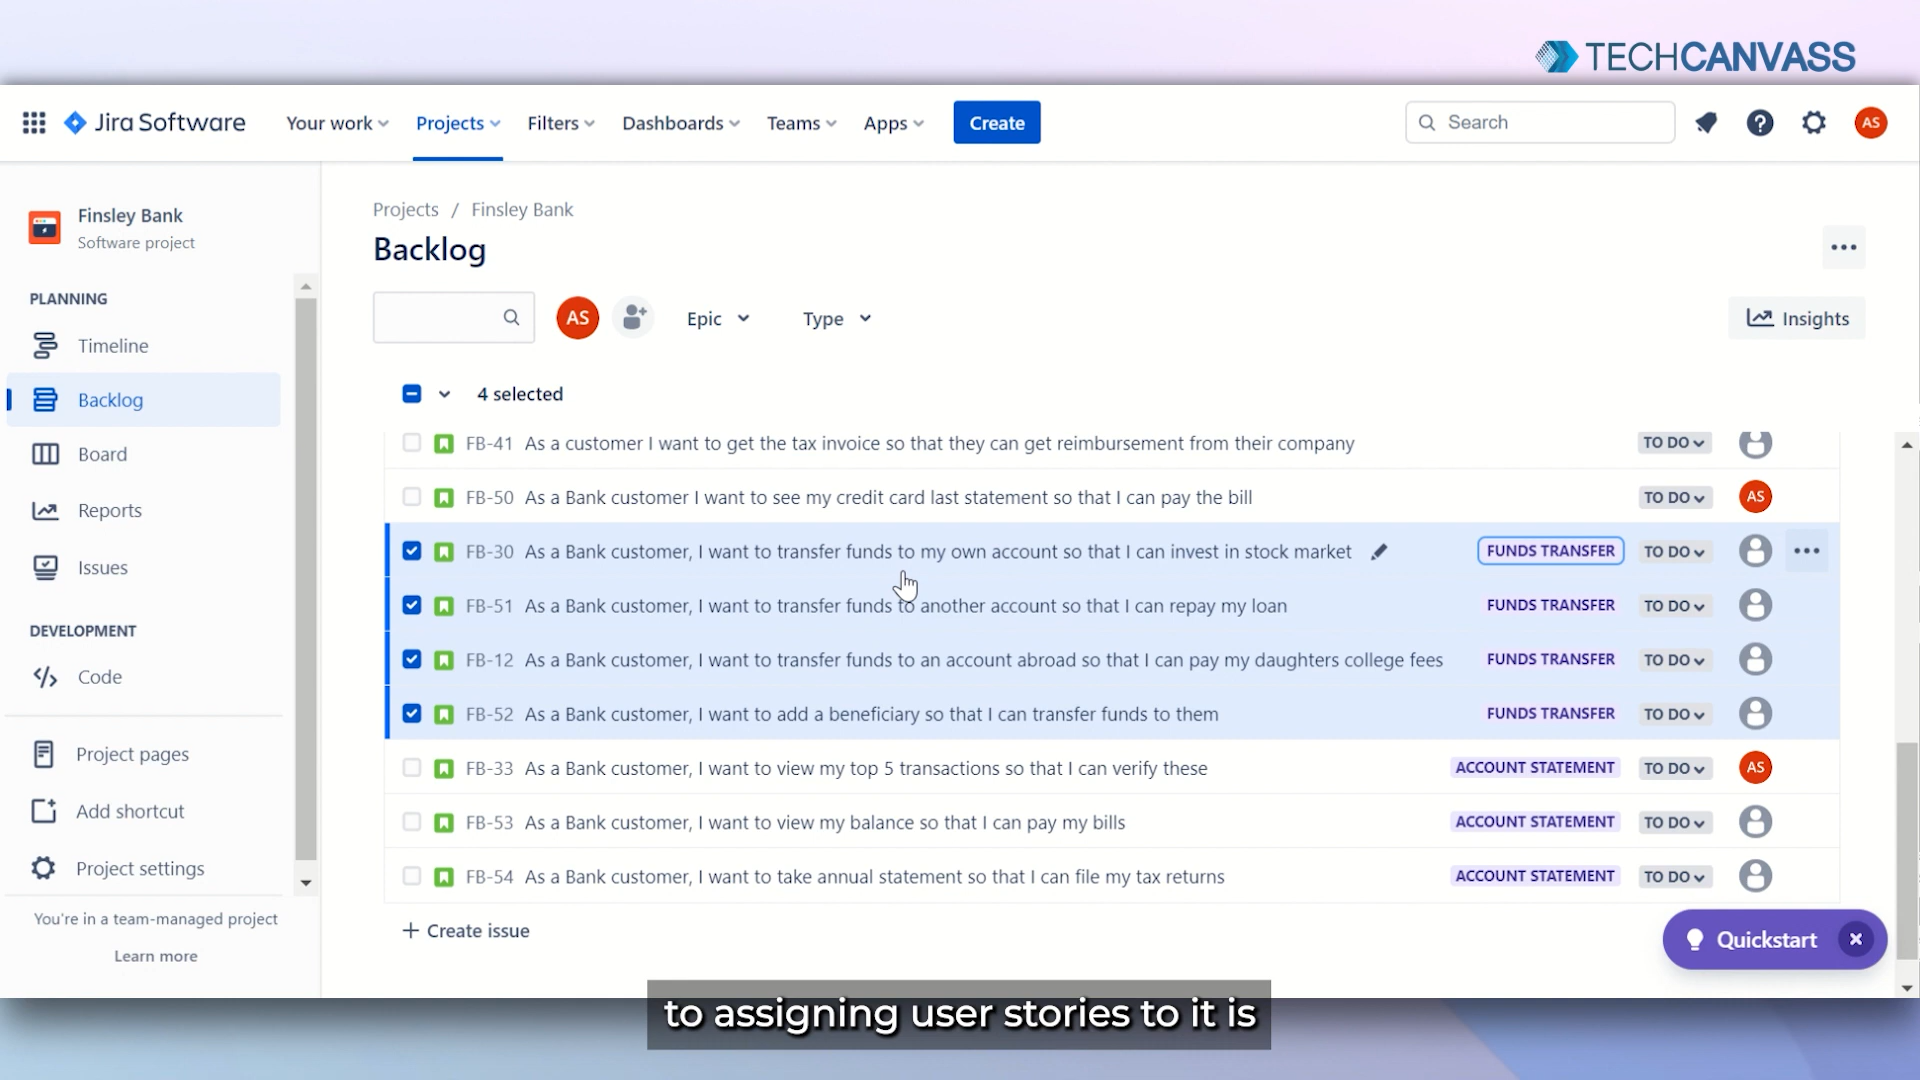 TECHCANVASS
Jira Software
Your work
Projects
Filters
Dashboards
Teams
Apps
Create
Search
AS
Finsley Bank
Software project
PLANNING
Timeline
Backlog
Board
Reports
Issues
DEVELOPMENT
Code
Project pages
Add shortcut
Project settings
You're in a team-managed project
Learn more
Projects / Finsley Bank
Backlog
AS
Epic
Type
Insights
4 selected
FB-41 As a customer I want to get the tax invoice so that they can get reimbursement from their company TO DO
FB-50 As a Bank customer I want to see my credit card last statement so that I can pay the bill TO DO AS
FB-30 As a Bank customer, I want to transfer funds to my own account so that I can invest in stock market FUNDS TRANSFER TO DO
FB-51 As a Bank customer, I want to transfer funds to another account so that I can repay my loan FUNDS TRANSFER TO DO
FB-12 As a Bank customer, I want to transfer funds to an account abroad so that I can pay my daughters college fees FUNDS TRANSFER TO DO
FB-52 As a Bank customer, I want to add a beneficiary so that I can transfer funds to them FUNDS TRANSFER TO DO
FB-33 As a Bank customer, I want to view my top 5 transactions so that I can verify these ACCOUNT STATEMENT TO DO AS
FB-53 As a Bank customer, I want to view my balance so that I can pay my bills ACCOUNT STATEMENT TO DO
FB-54 As a Bank customer, I want to take annual statement so that I can file my tax returns ACCOUNT STATEMENT TO DO
+ Create issue
Quickstart
to assigning user stories to it is